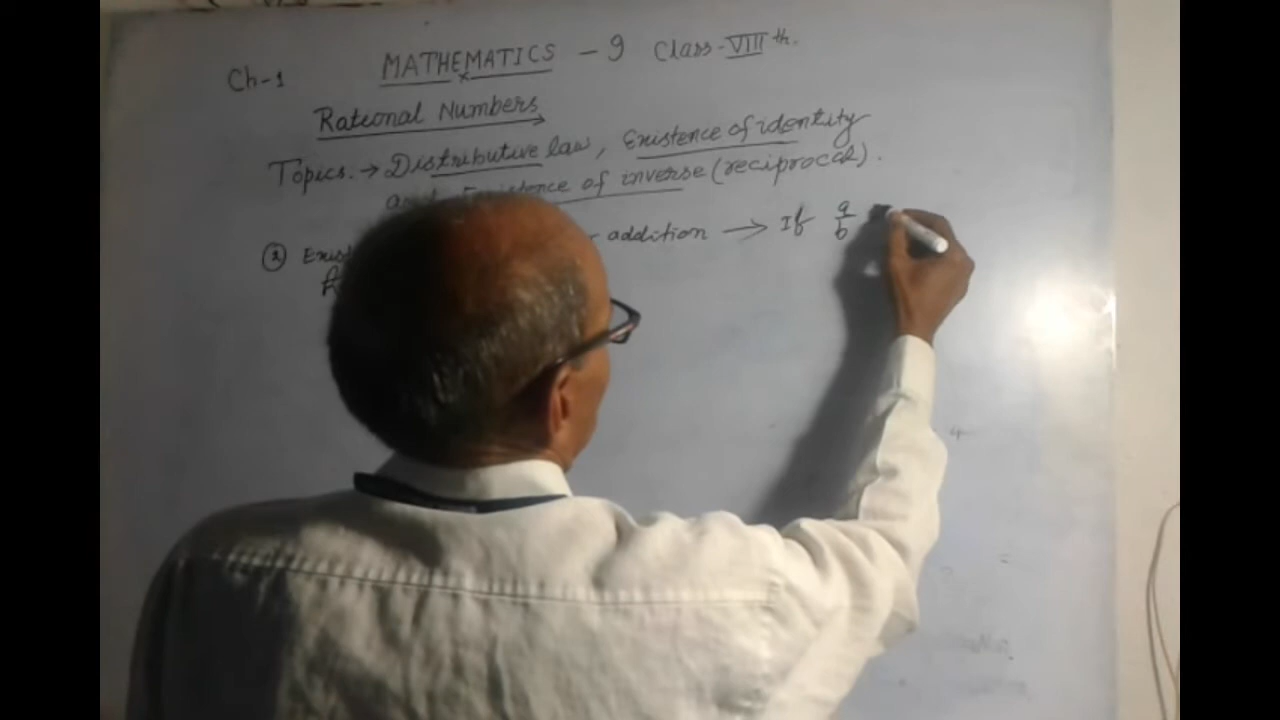 Ch-1 MATHEMATICS - 9 Class-VIII th.
Rational Numbers
Topics. → Distributive law, Existence of identity
and Existence of inverse (reciprocal).
② addition → If a/b